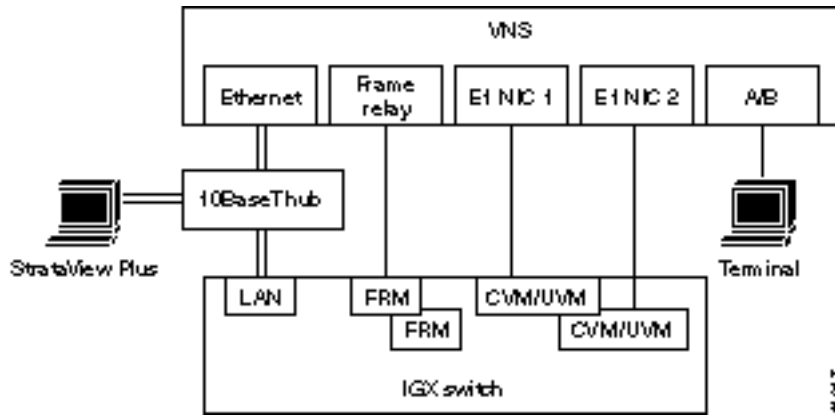 VNS
Ethernet
Frame
relay
E1 NIC 1
E1 NIC 2
A/B
10BaseThub
StrataView Plus
Terminal
LAN
FRM
CVM/UVM
FRM
CVM/UVM
IGX switch